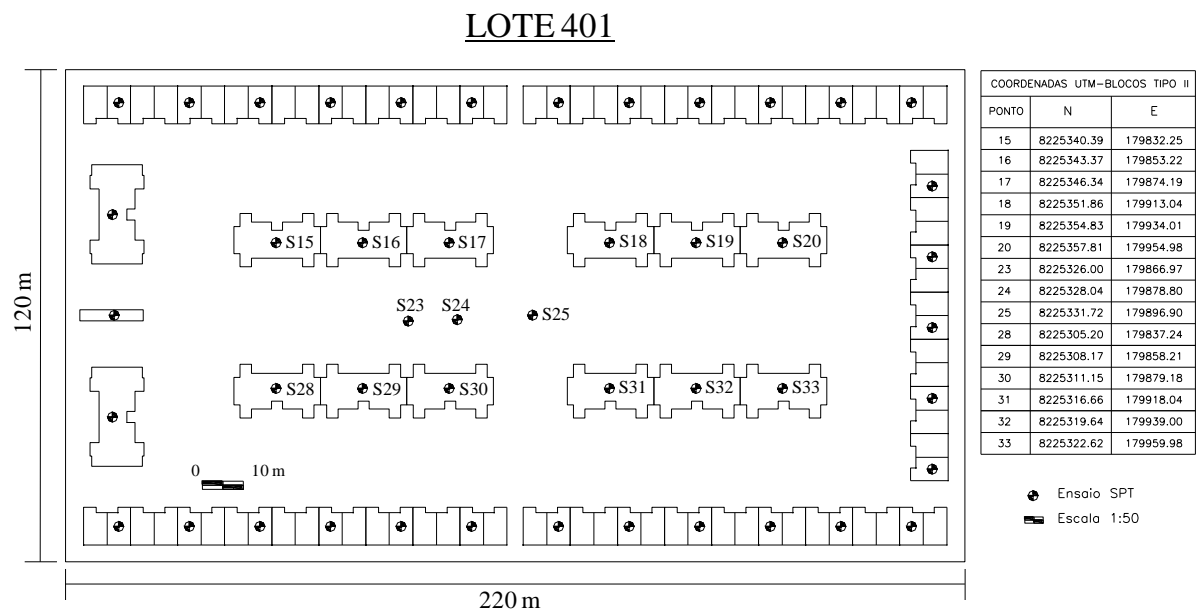 LOTE 401
120 m
S15 S16 S17 S18 S19 S20
S23 S24 S25
S28 S29 S30 S31 S32 S33
0 10 m
220 m
COORDENADAS UTM-BLOCOS TIPO II
PONTO N E
15 8225340.39 179832.25
16 8225343.37 179853.22
17 8225346.34 179874.19
18 8225351.86 179913.04
19 8225354.83 179934.01
20 8225357.81 179954.98
23 8225326.00 179866.97
24 8225328.04 179878.80
25 8225331.72 179896.90
28 8225305.20 179837.24
29 8225308.17 179858.21
30 8225311.15 179879.18
31 8225316.66 179918.04
32 8225319.64 179939.00
33 8225322.62 179959.98
Ensaio SPT
Escala 1:50